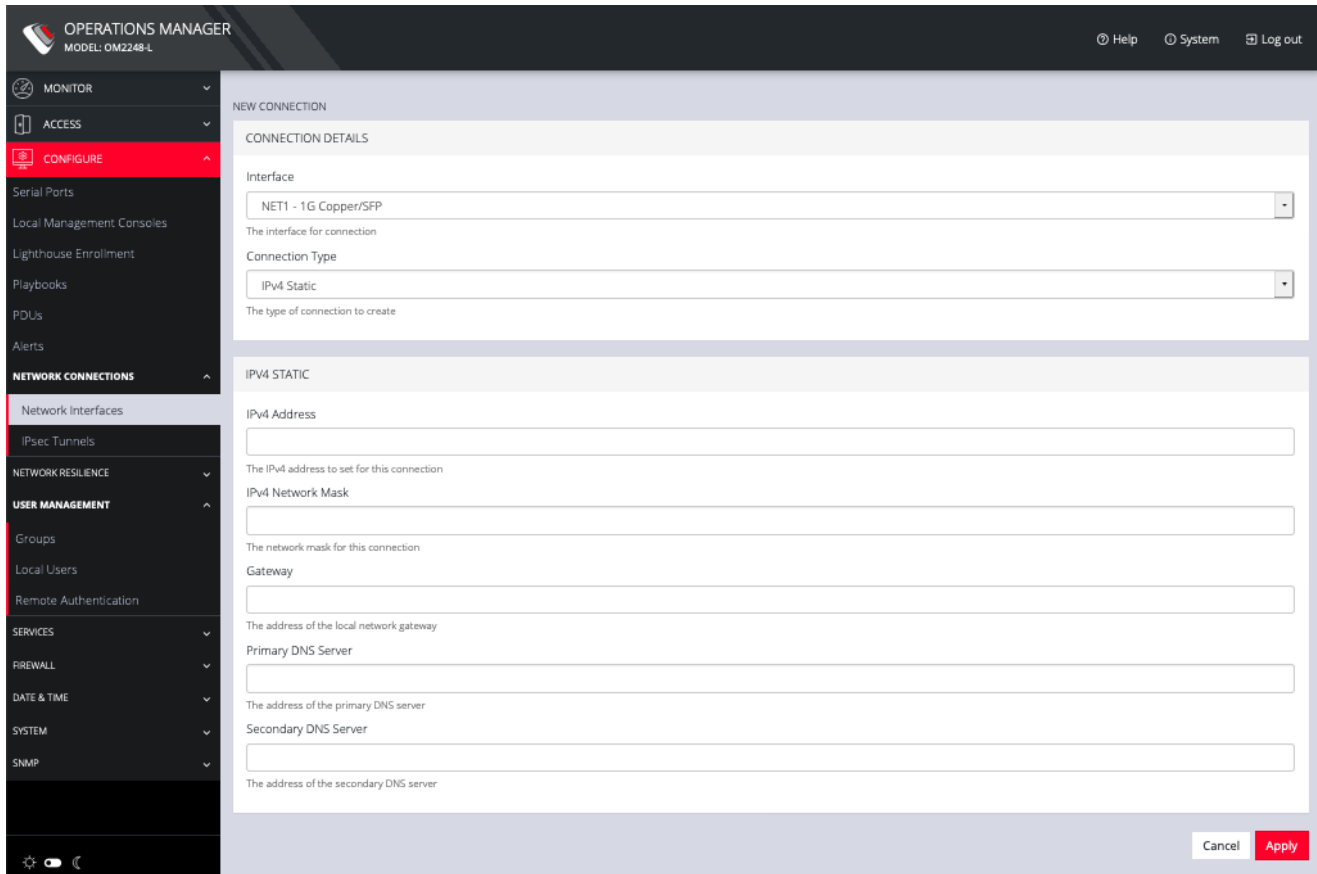 OPERATIONS MANAGER
MODEL: OM2248-L
Help
System
Log out
MONITOR
ACCESS
CONFIGURE
Serial Ports
Local Management Consoles
Lighthouse Enrollment
Playbooks
PDUs
Alerts
NETWORK CONNECTIONS
Network Interfaces
IPsec Tunnels
NETWORK RESILIENCE
USER MANAGEMENT
Groups
Local Users
Remote Authentication
SERVICES
FIREWALL
DATE & TIME
SYSTEM
SNMP
NEW CONNECTION
CONNECTION DETAILS
Interface
NET1 - 1G Copper/SFP
The interface for connection
Connection Type
IPv4 Static
The type of connection to create
IPV4 STATIC
IPv4 Address
The IPv4 address to set for this connection
IPv4 Network Mask
The network mask for this connection
Gateway
The address of the local network gateway
Primary DNS Server
The address of the primary DNS server
Secondary DNS Server
The address of the secondary DNS server
Cancel
Apply